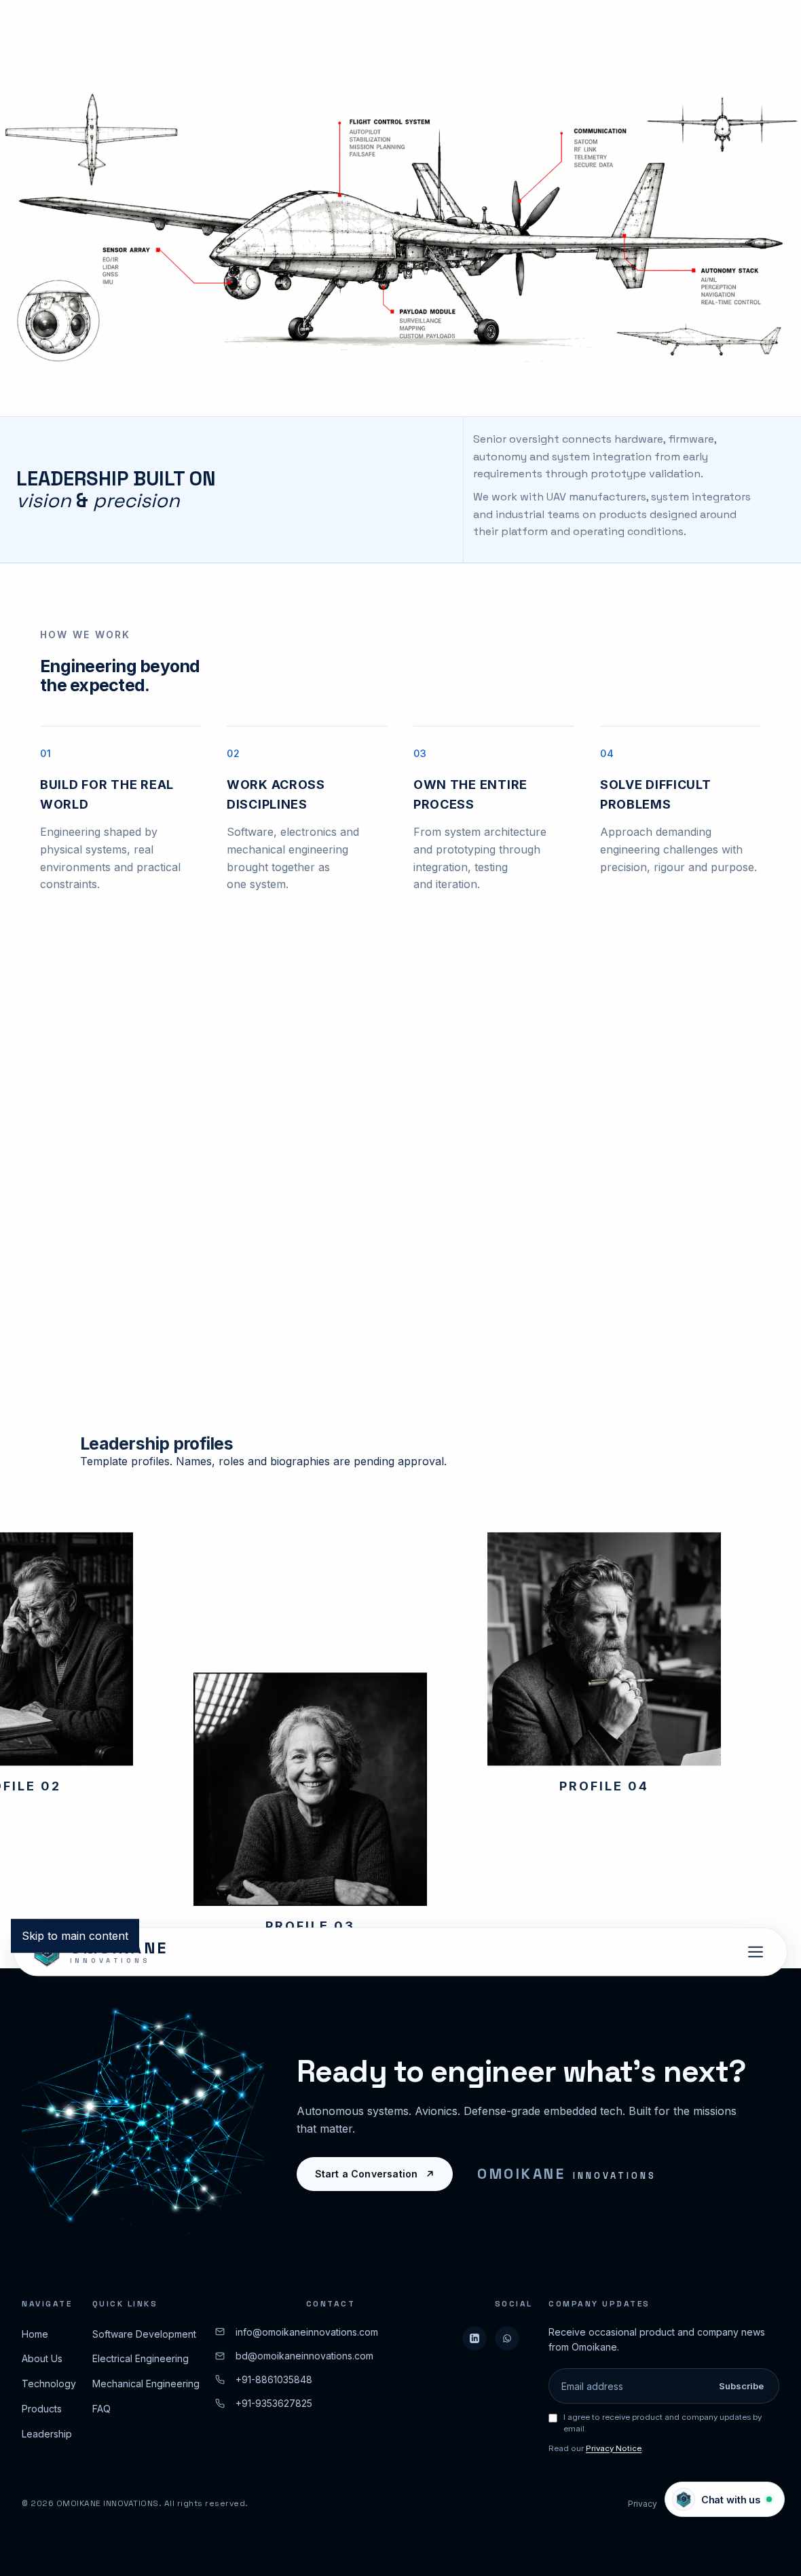 FLIGHT CONTROL SYSTEM
AUTOPILOT
STABILIZATION
MISSION PLANNING
FAILSAFE
COMMUNICATION
SATCOM
RF LINK
TELEMETRY
SECURE DATA
SENSOR ARRAY
EO/IR
LIDAR
GNSS
IMU
AUTONOMY STACK
AI/ML
PERCEPTION
NAVIGATION
REAL-TIME CONTROL
PAYLOAD MODULE
SURVEILLANCE
MAPPING
CUSTOM PAYLOADS
LEADERSHIP BUILT ON
vision & precision
Senior oversight connects hardware, firmware,
autonomy and system integration from early
requirements through prototype validation.
We work with UAV manufacturers, system integrators
and industrial teams on products designed around
their platform and operating conditions.
HOW WE WORK
Engineering beyond
the expected.
01
BUILD FOR THE REAL
WORLD
Engineering shaped by
physical systems, real
environments and practical
constraints.
02
WORK ACROSS
DISCIPLINES
Software, electronics and
mechanical engineering
brought together as
one system.
03
OWN THE ENTIRE
PROCESS
From system architecture
and prototyping through
integration, testing
and iteration.
04
SOLVE DIFFICULT
PROBLEMS
Approach demanding
engineering challenges with
precision, rigour and purpose.
Leadership profiles
Template profiles. Names, roles and biographies are pending approval.
OFILE 02
PROFILE 04
PROFILE 03
Skip to main content
INNOVATIONS
Ready to engineer what's next?
Autonomous systems. Avionics. Defense-grade embedded tech. Built for the missions
that matter.
Start a Conversation
OMOIKANE INNOVATIONS
NAVIGATE
Home
About Us
Technology
Products
Leadership
QUICK LINKS
Software Development
Electrical Engineering
Mechanical Engineering
FAQ
CONTACT
info@omoikaneinnovations.com
bd@omoikaneinnovations.com
+91-8861035848
+91-9353627825
SOCIAL
COMPANY UPDATES
Receive occasional product and company news
from Omoikane.
Email address
Subscribe
I agree to receive product and company updates by
email.
Read our Privacy Notice.
© 2026 OMOIKANE INNOVATIONS. All rights reserved.
Privacy
Chat with us